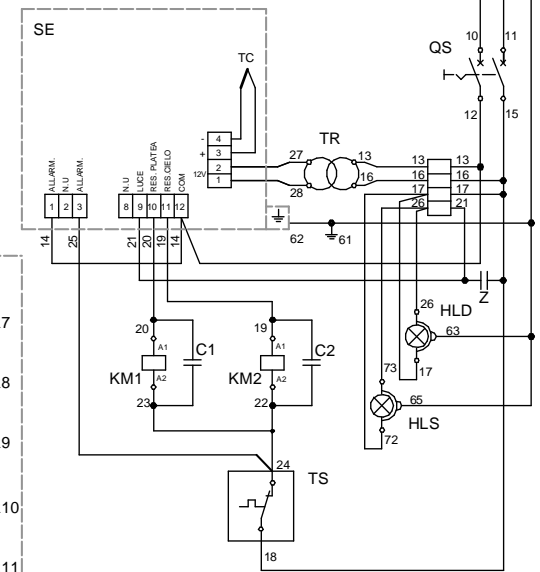 10
11
SE
QS
TC
12
15
TR
-
4
+
3
12V
2
1
27
28
13
16
13
16
17
26
13
16
17
21
ALLARM.
N.U
ALLARM.
N.U
LUCE
RES. PLATEA
RES.CIELO
COM
1
2
3
8
9
10
11
12
14
25
21
20
19
14
62
61
Z
26
HLD
63
17
20
A1
A2
KM1
C1
23
19
A1
A2
KM2
C2
22
73
65
HLS
72
24
TS
18
7
8
9
10
11